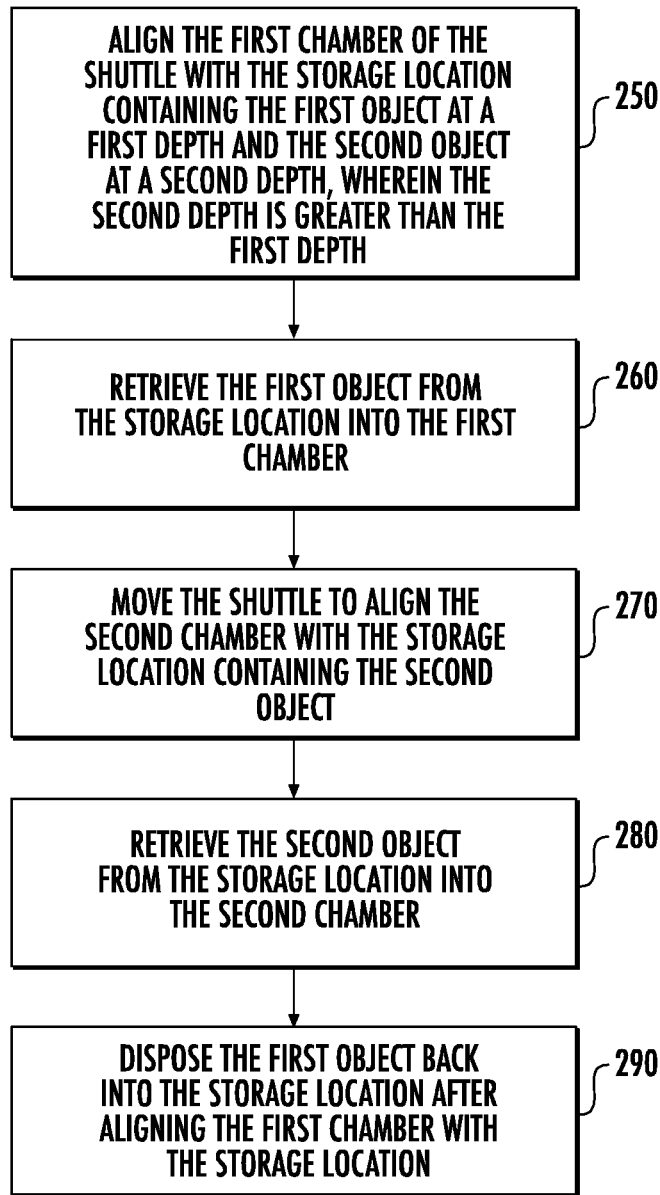 ALIGN THE FIRST CHAMBER OF THE
SHUTTLE WITH THE STORAGE LOCATION
CONTAINING THE FIRST OBJECT AT A
FIRST DEPTH AND THE SECOND OBJECT
AT A SECOND DEPTH, WHEREIN THE
SECOND DEPTH IS GREATER THAN THE
FIRST DEPTH
250
RETRIEVE THE FIRST OBJECT FROM
THE STORAGE LOCATION INTO THE FIRST
CHAMBER
260
MOVE THE SHUTTLE TO ALIGN THE
SECOND CHAMBER WITH THE STORAGE
LOCATION CONTAINING THE SECOND
OBJECT
270
RETRIEVE THE SECOND OBJECT
FROM THE STORAGE LOCATION INTO
THE SECOND CHAMBER
280
DISPOSE THE FIRST OBJECT BACK
INTO THE STORAGE LOCATION AFTER
ALIGNING THE FIRST CHAMBER WITH
THE STORAGE LOCATION
290